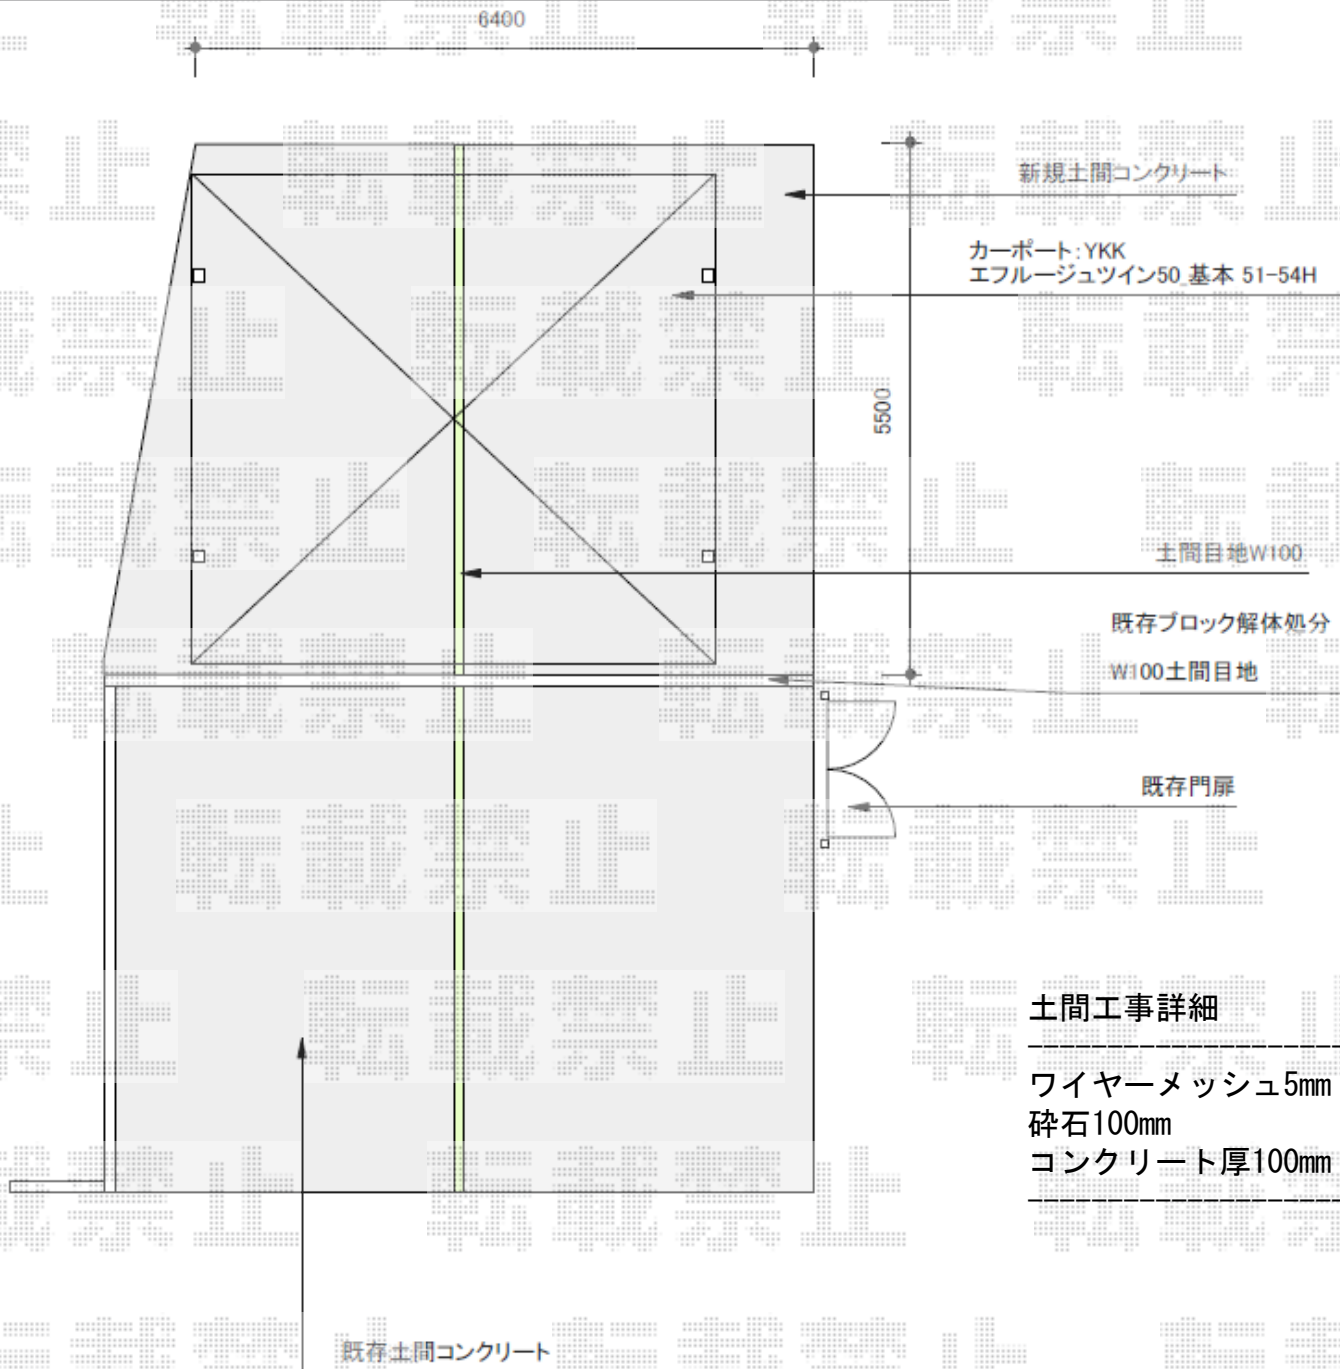 6400
新規土間コンクリート
カーポート:YKK
エフルージュツイン50_基本 51-54H
5500
土間目地W100
既存ブロック解体処分
W100土間目地
既存門扉
土間工事詳細
ワイヤーメッシュ5mm
砕石100mm
コンクリート厚100mm
既存土間コンクリート
転載禁止